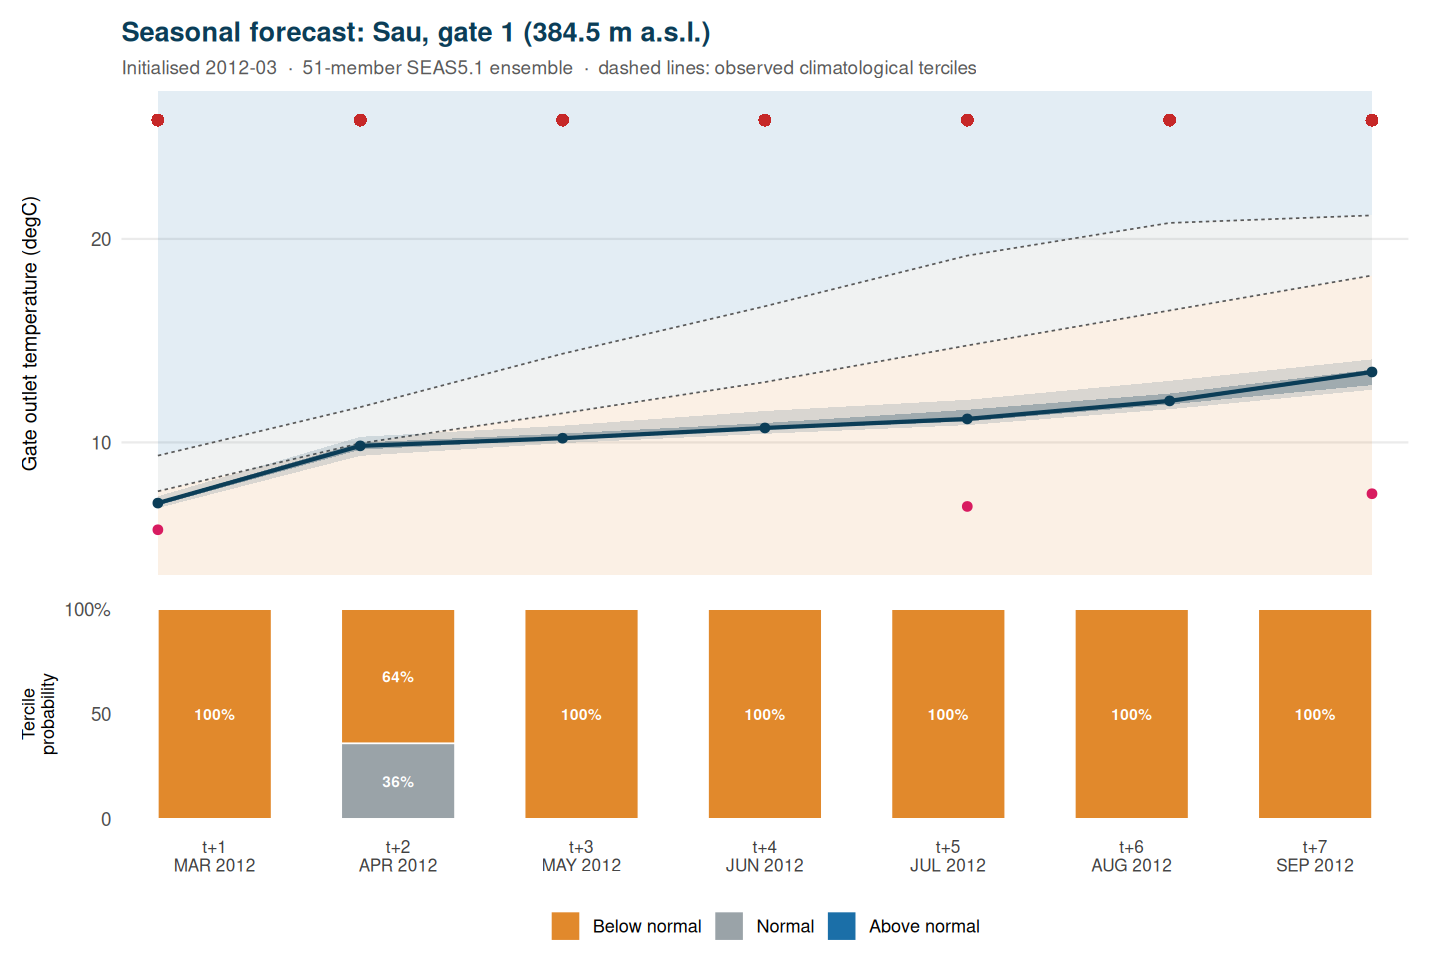 Seasonal forecast: Sau, gate 1 (384.5 m a.s.l.)
Initialised 2012-03 · 51-member SEAS5.1 ensemble · dashed lines: observed climatological terciles
Gate outlet temperature (degC)
20
10
Tercile
probability
100%
50
0
100%
64%
36%
100%
100%
100%
100%
100%
t+1
MAR 2012
t+2
APR 2012
t+3
MAY 2012
t+4
JUN 2012
t+5
JUL 2012
t+6
AUG 2012
t+7
SEP 2012
Below normal
Normal
Above normal